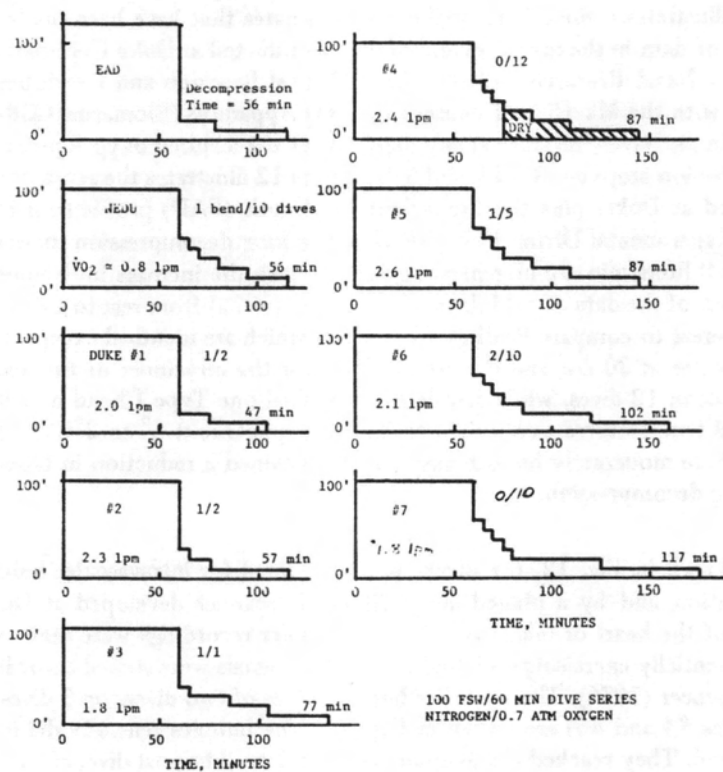 100'
EAD
Decompression
Time = 56 min
0'
0 50 100
100'
NEDU 1 bend/10 dives
V̇O2 = 1.8 lpm
56 min
0'
0 50 100
100'
DUKE #1 1/2
2.0 lpm
47 min
0'
0 50 100
100'
#2 1/2
2.3 lpm
57 min
0'
0 50 100
100'
#3 1/1
1.8 lpm
77 min
0'
0 50 100
TIME, MINUTES
100'
#4 0/12
2.4 lpm
DRY
87 min
0'
0 50 100 150
100'
#5 1/5
2.6 lpm
87 min
0'
0 50 100 150
100'
#6 2/10
2.1 lpm
102 min
0'
0 50 100 150
100'
#7 0/10
1.8 lpm
117 min
0'
0 50 100 150
TIME, MINUTES
100 FSW/60 MIN DIVE SERIES
NITROGEN/0.7 ATM OXYGEN